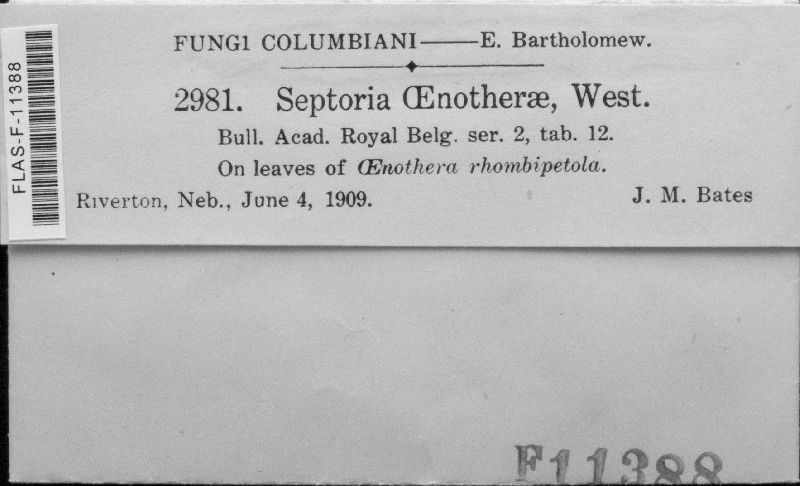 FUNGI COLUMBIANI——E. Bartholomew.
2981. Septoria Œnotheræ, West.
Bull. Acad. Royal Belg. ser. 2, tab. 12.
On leaves of Œnothera rhombipetola.
Riverton, Neb., June 4, 1909. J. M. Bates
FLAS-F-11388
F11388